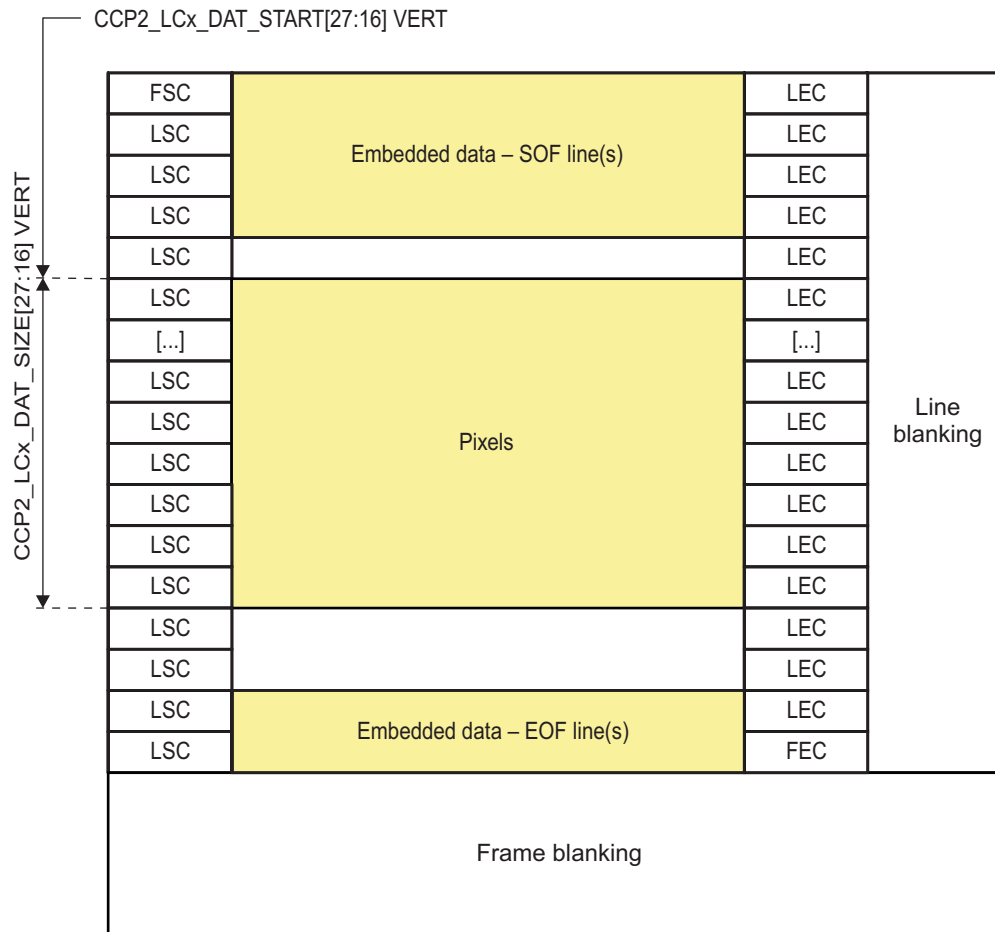 CCP2_LCx_DAT_START[27:16] VERT
CCP2_LCx_DAT_SIZE[27:16] VERT
FSC
LSC
LSC
LSC
LSC
LSC
[...]
LSC
LSC
LSC
LSC
LSC
LSC
LSC
LSC
LSC
LSC
Embedded data – SOF line(s)
Pixels
Embedded data – EOF line(s)
LEC
LEC
LEC
LEC
LEC
LEC
[...]
LEC
LEC
LEC
LEC
LEC
LEC
LEC
LEC
LEC
FEC
Line
blanking
Frame blanking